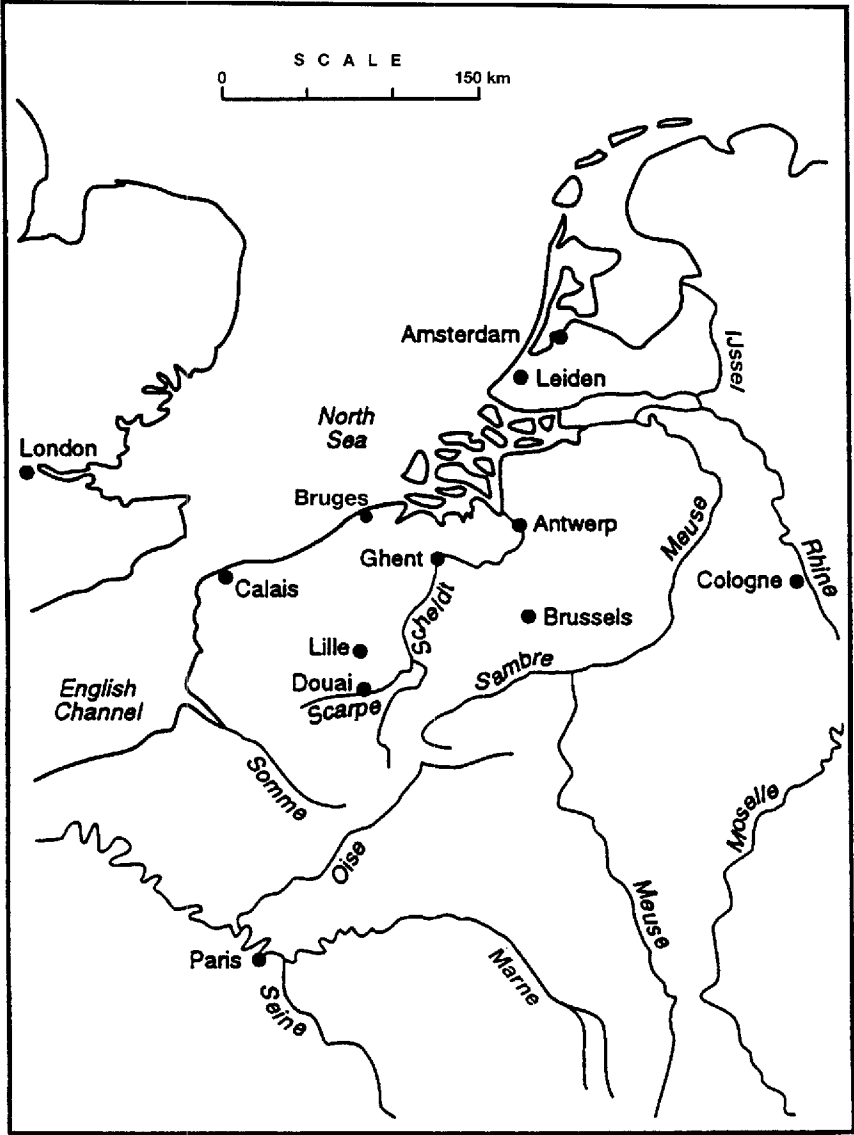 S C A L E
0 150 km
Amsterdam
Leiden
IJssel
North
Sea
London
Bruges
Antwerp
Meuse
Ghent
Rhine
Cologne
Calais
Scheldt
Brussels
Lille
Sambre
Douai
Scarpe
English
Channel
Somme
Moselle
Oise
Meuse
Paris
Marne
Seine